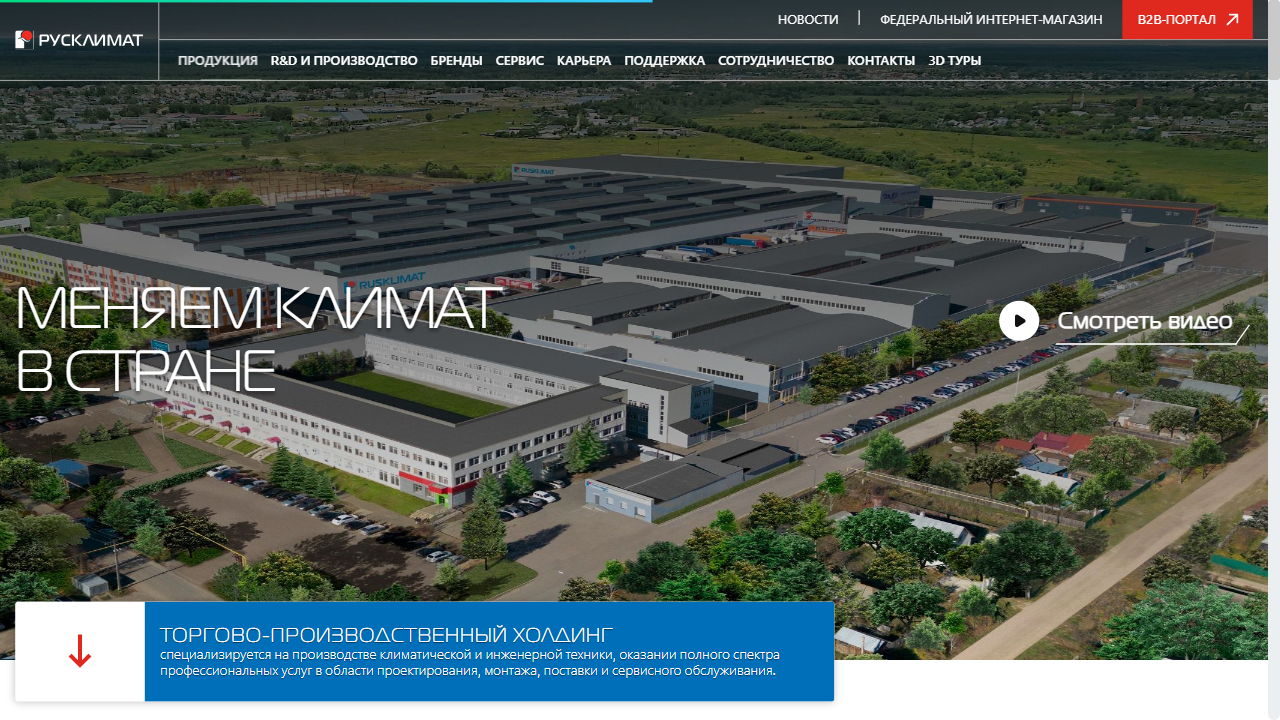 НОВОСТИ
ФЕДЕРАЛЬНЫЙ ИНТЕРНЕТ-МАГАЗИН
B2B-ПОРТАЛ
РУСКЛИМАТ
ПРОДУКЦИЯ
R&D И ПРОИЗВОДСТВО
БРЕНДЫ
СЕРВИС
КАРЬЕРА
ПОДДЕРЖКА
СОТРУДНИЧЕСТВО
КОНТАКТЫ
3D ТУРЫ
RUSKLIMAT
RUSKLIMAT
МЕНЯЕМ КЛИМАТ
В СТРАНЕ
Смотреть видео
ТОРГОВО-ПРОИЗВОДСТВЕННЫЙ ХОЛДИНГ
специализируется на производстве климатической и инженерной техники, оказании полного спектра
профессиональных услуг в области проектирования, монтажа, поставки и сервисного обслуживания.